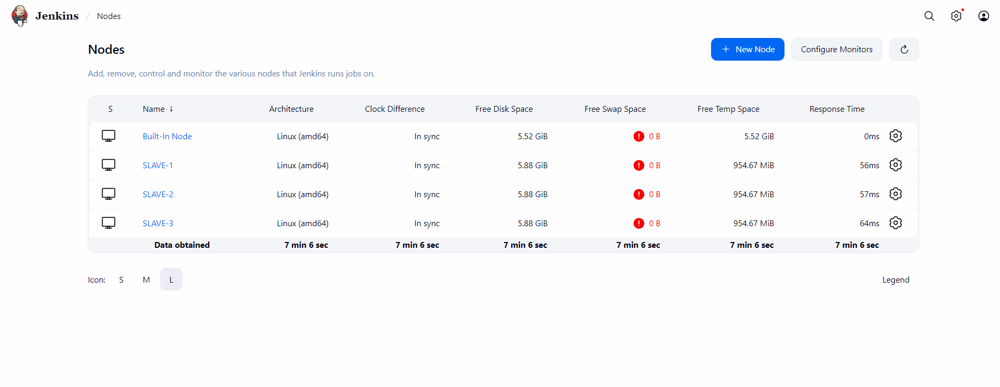 Jenkins / Nodes
Nodes
+ New Node Configure Monitors
Add, remove, control and monitor the various nodes that Jenkins runs jobs on.
S Name ↓ Architecture Clock Difference Free Disk Space Free Swap Space Free Temp Space Response Time
Built-In Node Linux (amd64) In sync 5.52 GiB ! 0 B 5.52 GiB 0ms
SLAVE-1 Linux (amd64) In sync 5.88 GiB ! 0 B 954.67 MiB 56ms
SLAVE-2 Linux (amd64) In sync 5.88 GiB ! 0 B 954.67 MiB 57ms
SLAVE-3 Linux (amd64) In sync 5.88 GiB ! 0 B 954.67 MiB 64ms
Data obtained 7 min 6 sec 7 min 6 sec 7 min 6 sec 7 min 6 sec 7 min 6 sec 7 min 6 sec
Icon: S M L Legend